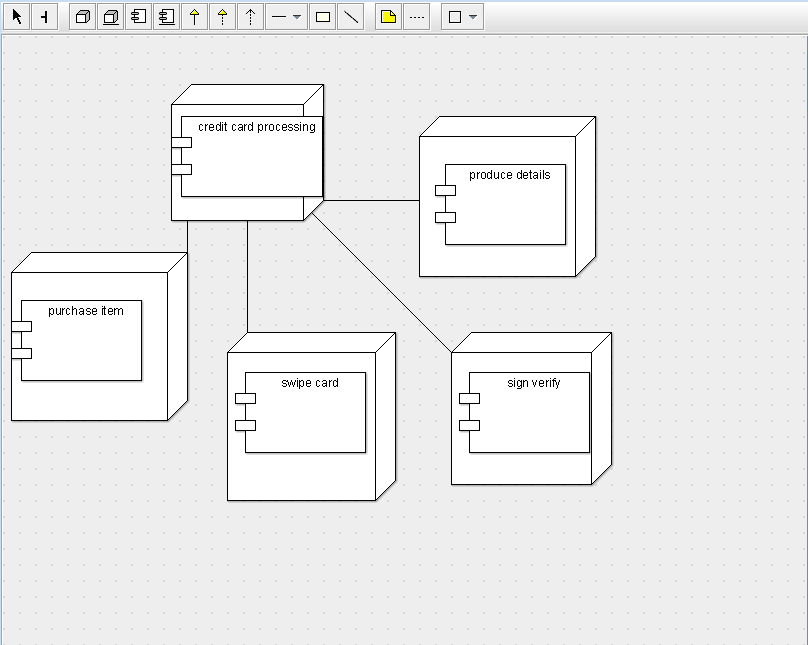 credit card processing
produce details
purchase item
swipe card
sign verify